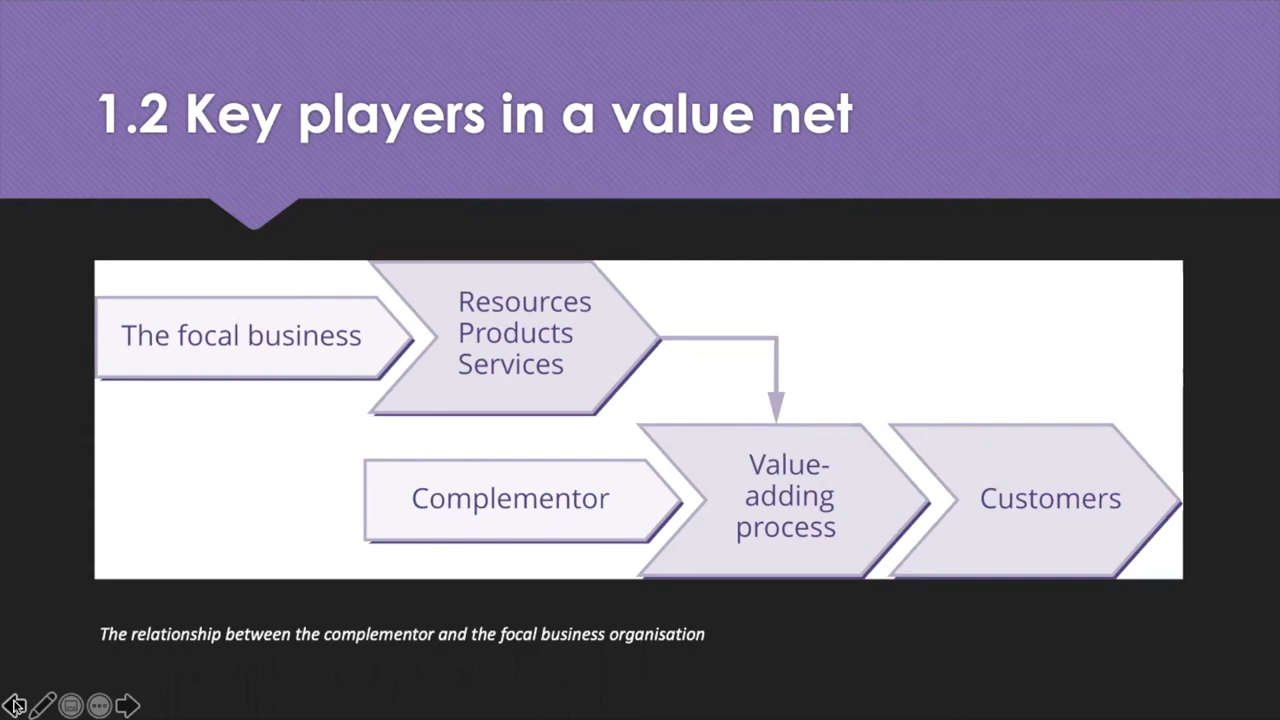 1.2 Key players in a value net
The focal business
Resources
Products
Services
Complementor
Value-
adding
process
Customers
The relationship between the complementor and the focal business organisation